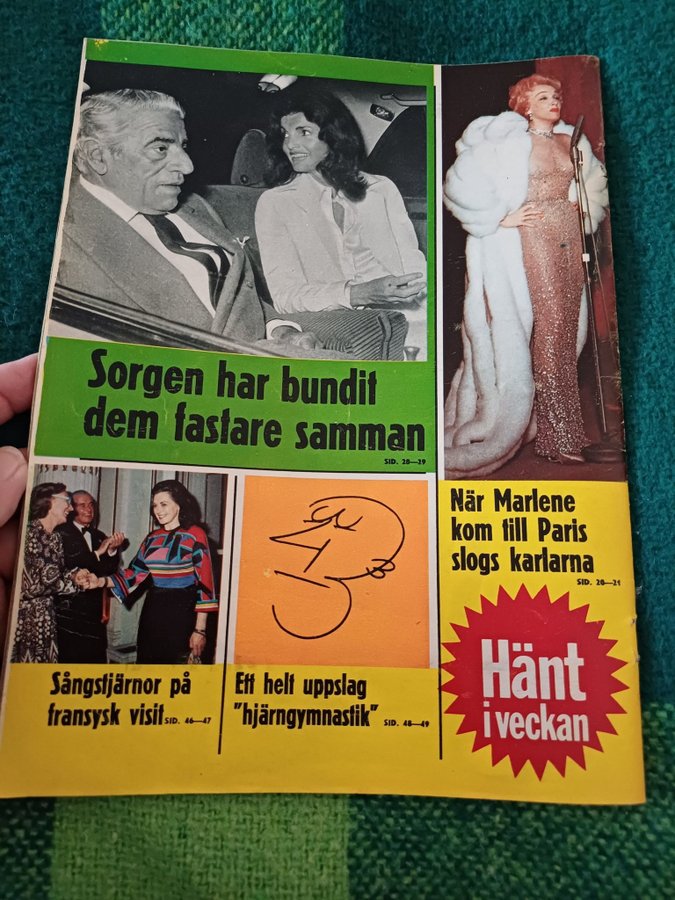 Sorgen har bundit
dem fastare samman
SID. 28—29
När Marlene
kom till Paris
slogs karlarna
SID. 20—21
Sångstjärnor på
fransysk visit SID. 46—47
Ett helt uppslag
"hjärngymnastik" SID. 48—49
Hänt
i veckan